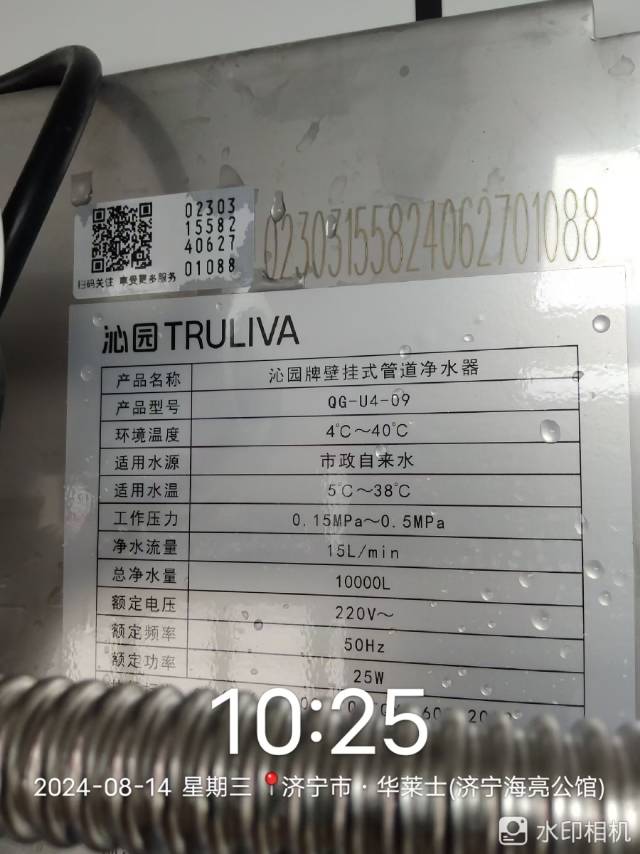 02303
15582
40627
01088
扫码关注 享受更多服务
02303155824062701088
沁园 TRULIVA
产品名称 沁园牌壁挂式管道净水器
产品型号 QG-U4-09
环境温度 4℃～40℃
适用水源 市政自来水
适用水温 5℃～38℃
工作压力 0.15MPa～0.5MPa
净水流量 15L/min
总净水量 10000L
额定电压 220V～
额定频率 50Hz
额定功率 25W
10:25
2024-08-14 星期三 济宁市·华莱士(济宁海亮公馆)
水印相机